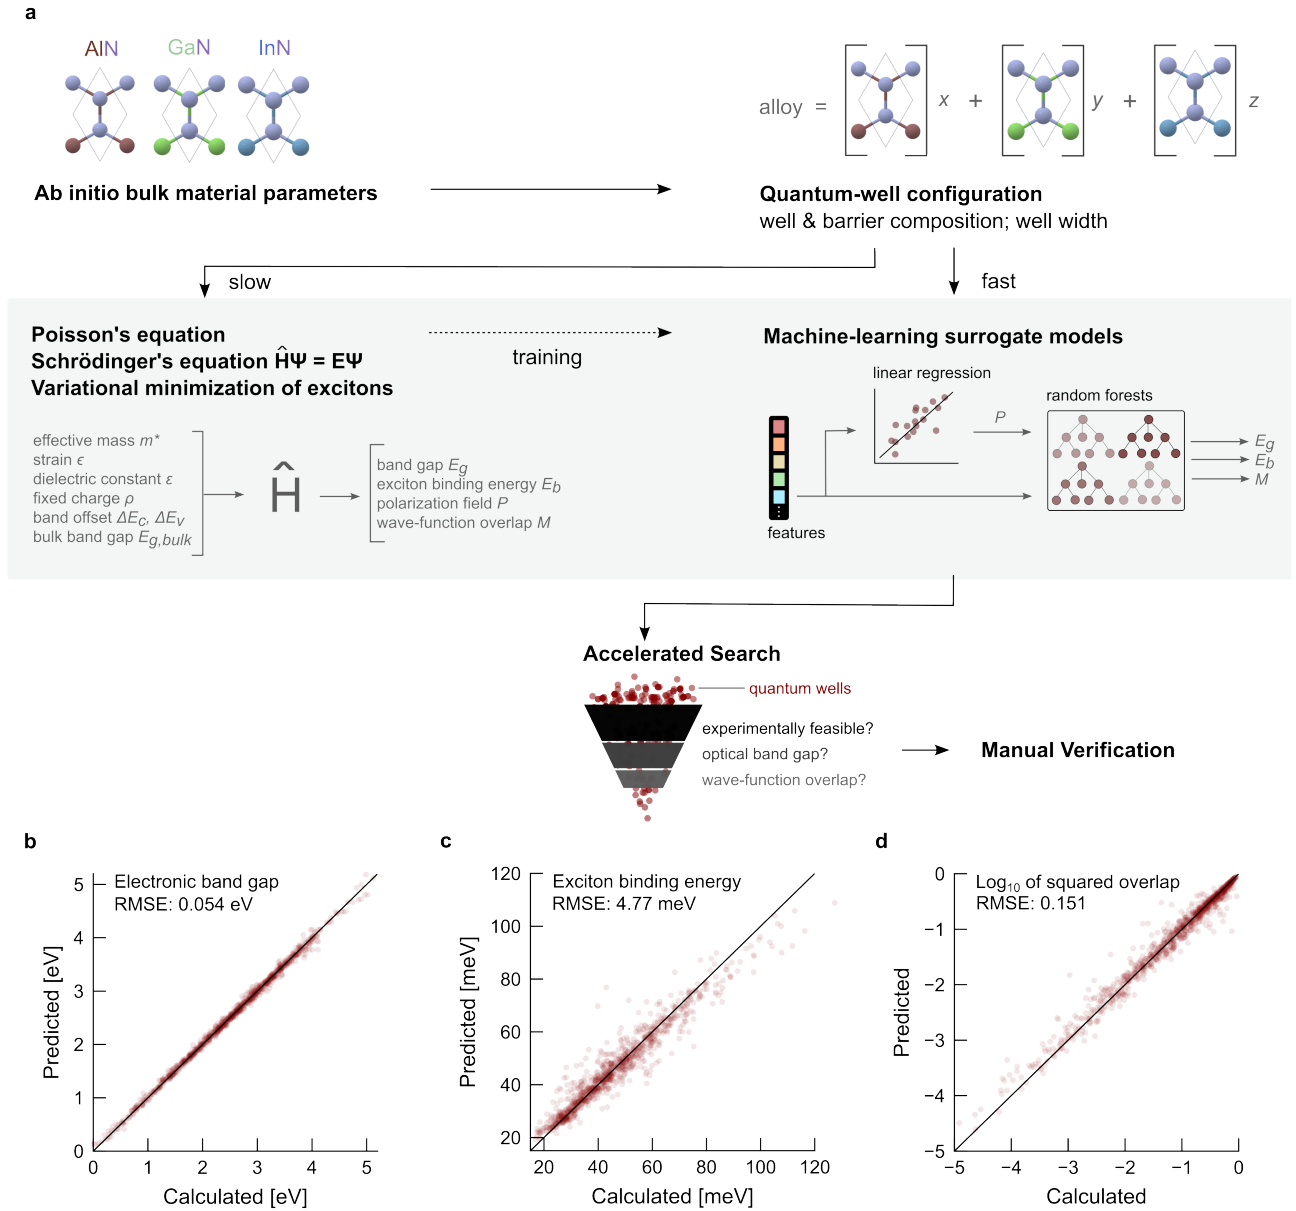 a
AlN
GaN
InN
alloy =
x
+
y
+
z
Ab initio bulk material parameters
Quantum-well configuration
well & barrier composition; well width
slow
fast
Poisson's equation
Schrödinger's equation ĤΨ = EΨ
Variational minimization of excitons
training
Machine-learning surrogate models
effective mass m*
strain ϵ
dielectric constant ε
fixed charge ρ
band offset ΔE_c, ΔE_v
bulk band gap E_g,bulk
Ĥ
band gap E_g
exciton binding energy E_b
polarization field P
wave-function overlap M
linear regression
random forests
P
E_g
E_b
M
features
Accelerated Search
quantum wells
experimentally feasible?
optical band gap?
wave-function overlap?
Manual Verification
b
Electronic band gap
RMSE: 0.054 eV
Predicted [eV]
5
4
3
2
1
0
0 1 2 3 4 5
Calculated [eV]
c
Exciton binding energy
RMSE: 4.77 meV
Predicted [meV]
120
100
80
60
40
20
20 40 60 80 100 120
Calculated [meV]
d
Log₁₀ of squared overlap
RMSE: 0.151
Predicted
0
−1
−2
−3
−4
−5
−5 −4 −3 −2 −1 0
Calculated